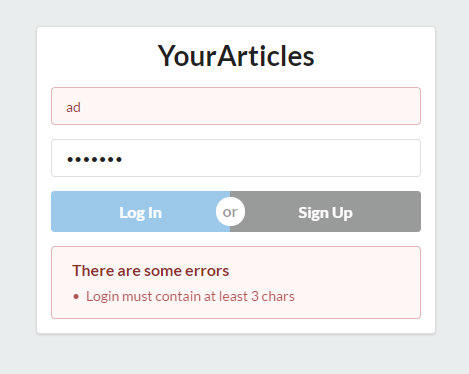 YourArticles
ad
•••••••
Log In or Sign Up
There are some errors
• Login must contain at least 3 chars